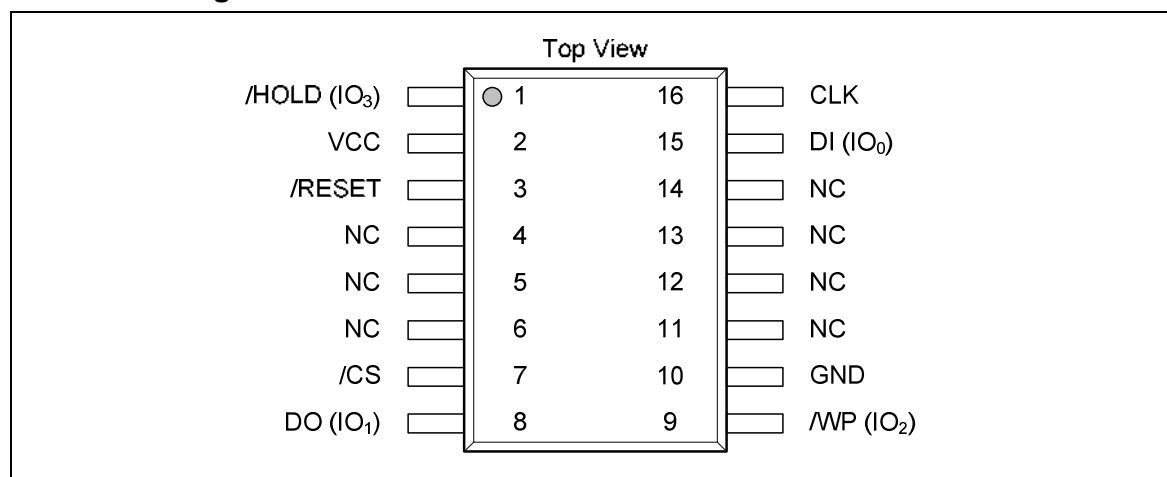 Top View
/HOLD (IO₃) 1 16 CLK
VCC 2 15 DI (IO₀)
/RESET 3 14 NC
NC 4 13 NC
NC 5 12 NC
NC 6 11 NC
/CS 7 10 GND
DO (IO₁) 8 9 /WP (IO₂)